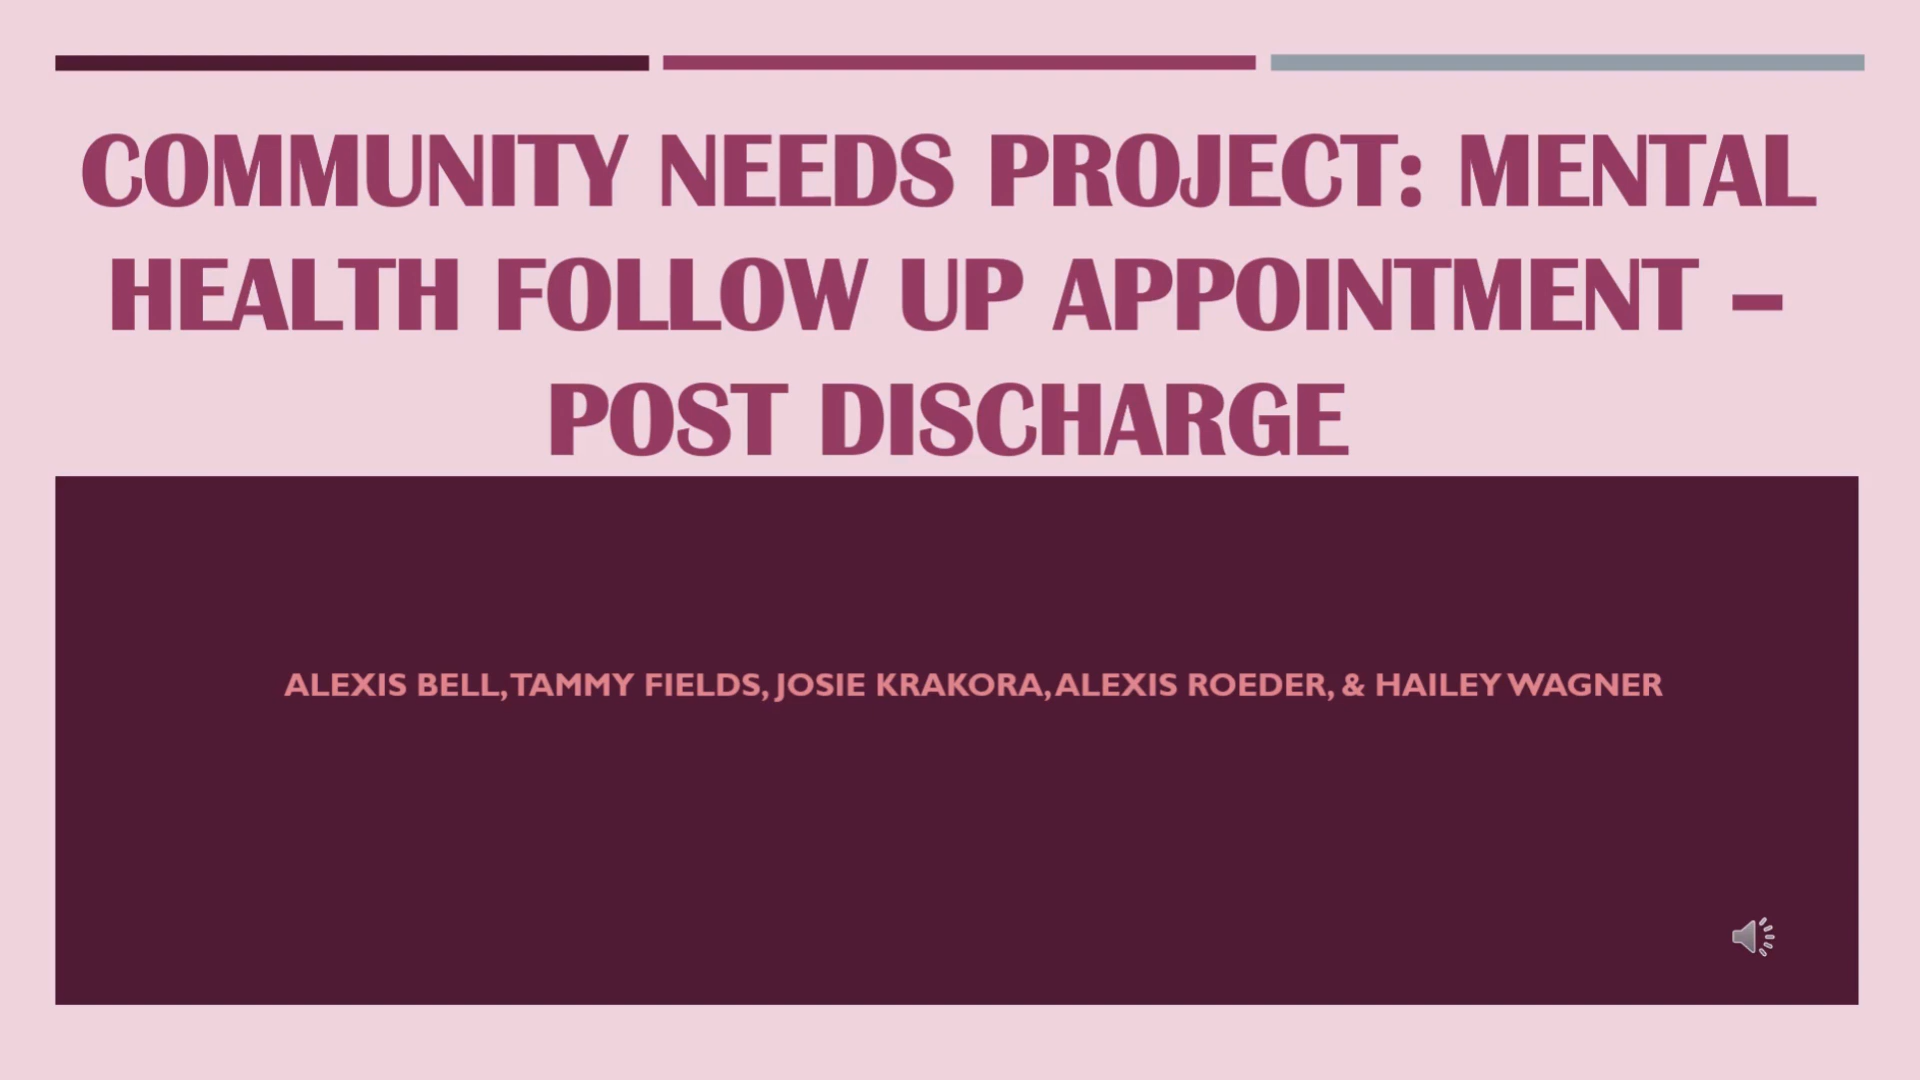 COMMUNITY NEEDS PROJECT: MENTAL
HEALTH FOLLOW UP APPOINTMENT –
POST DISCHARGE
ALEXIS BELL, TAMMY FIELDS, JOSIE KRAKORA, ALEXIS ROEDER, & HAILEY WAGNER